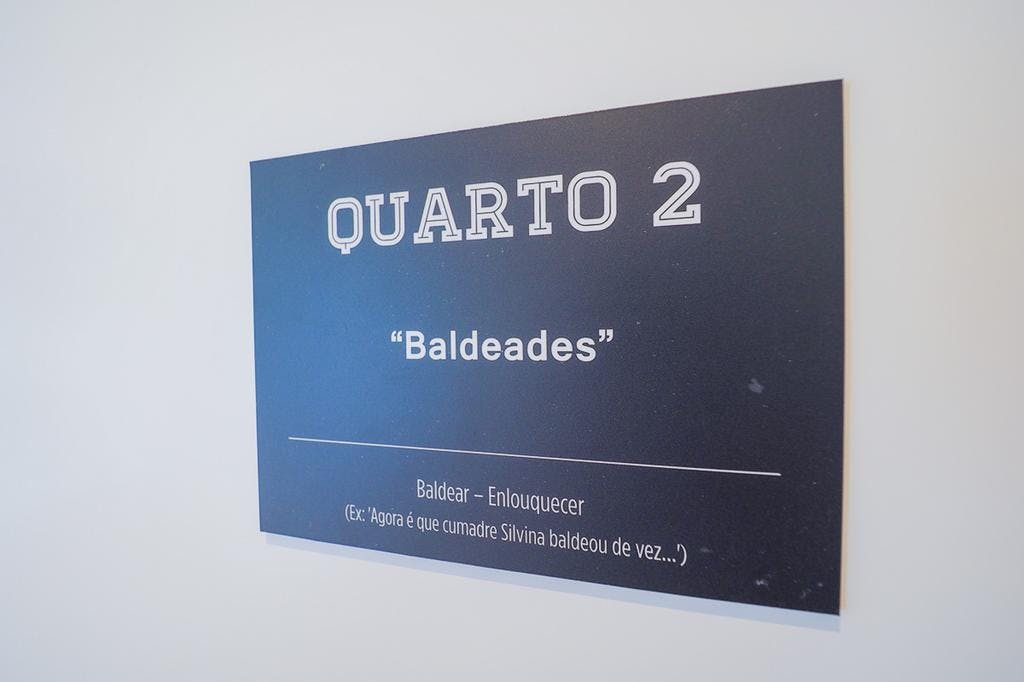 QUARTO 2
“Baldeades”
Baldear – Enlouquecer
(Ex: 'Agora é que cumadre Silvina baldeou de vez...')